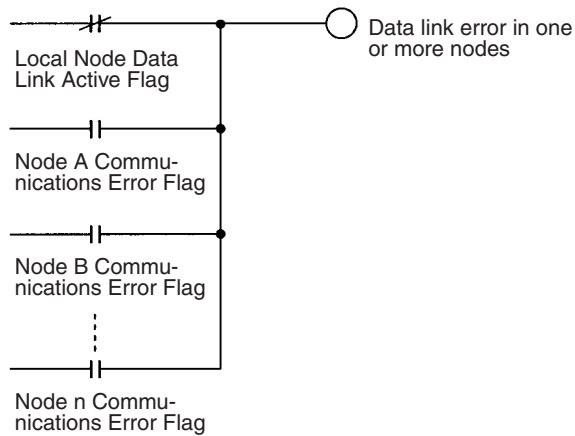 Data link error in one
or more nodes
Local Node Data
Link Active Flag
Node A Commu-
nications Error Flag
Node B Commu-
nications Error Flag
Node n Commu-
nications Error Flag